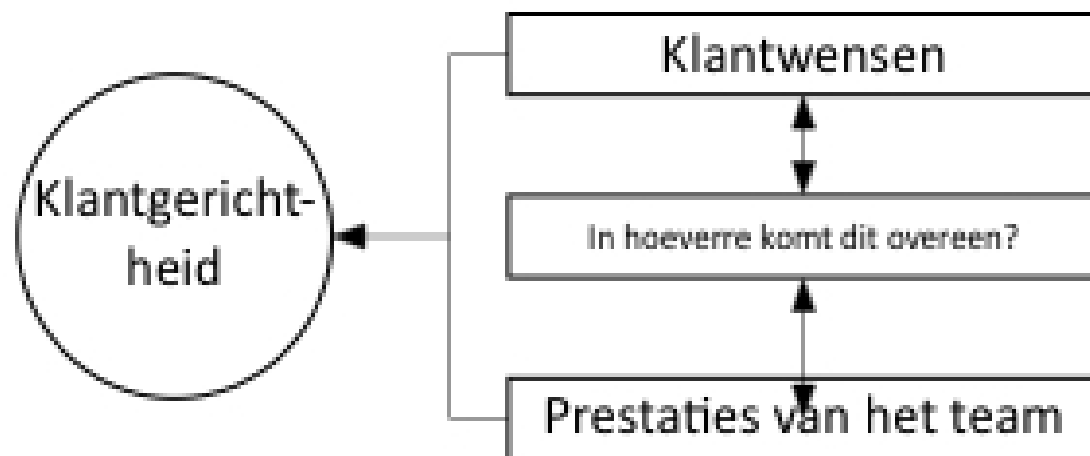 Klantwensen
Klantgericht-
heid
In hoeverre komt dit overeen?
Prestaties van het team